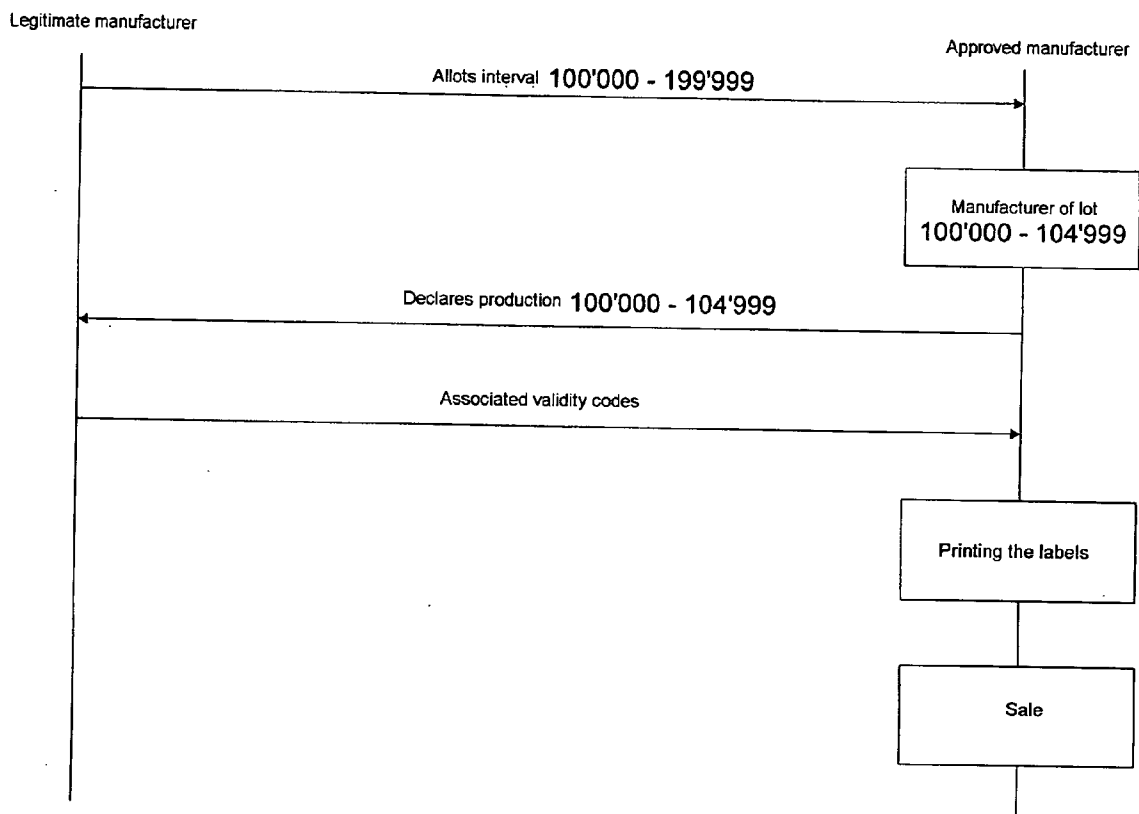 Legitimate manufacturer
Approved manufacturer
Allots interval 100'000 - 199'999
Manufacturer of lot
100'000 - 104'999
Declares production 100'000 - 104'999
Associated validity codes
Printing the labels
Sale